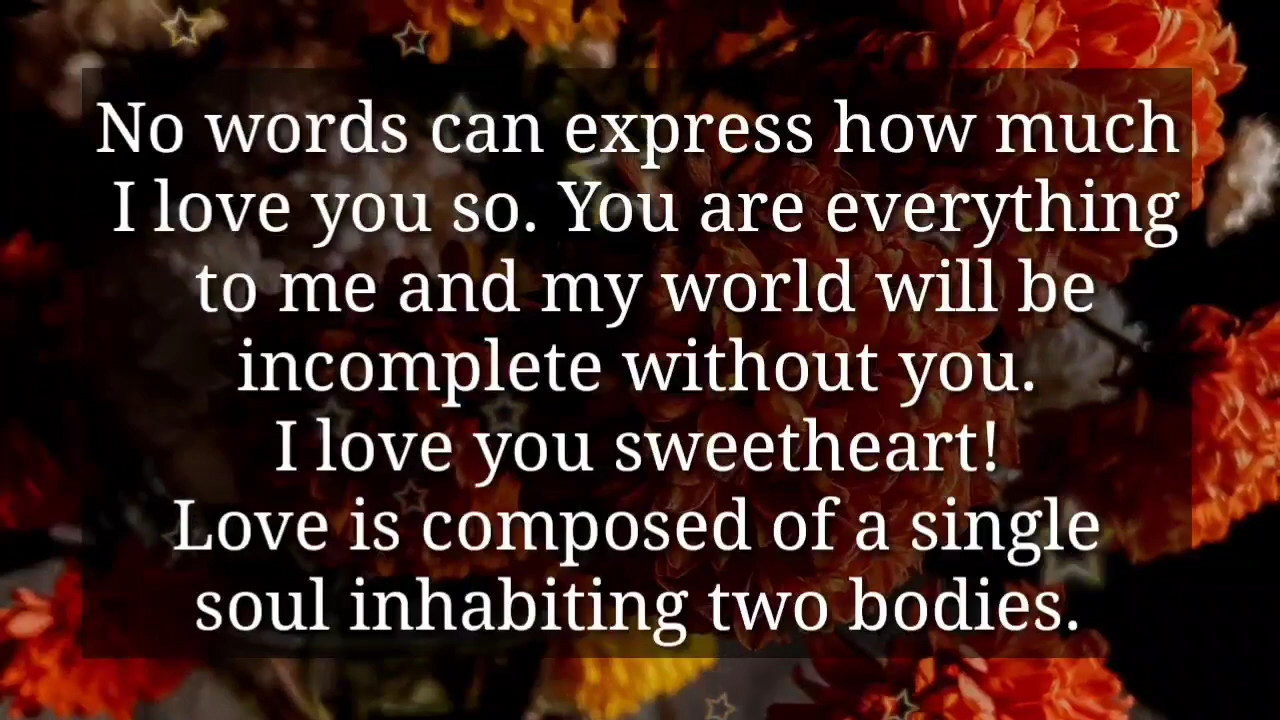 No words can express how much
I love you so. You are everything
to me and my world will be
incomplete without you.
I love you sweetheart!
Love is composed of a single
soul inhabiting two bodies.